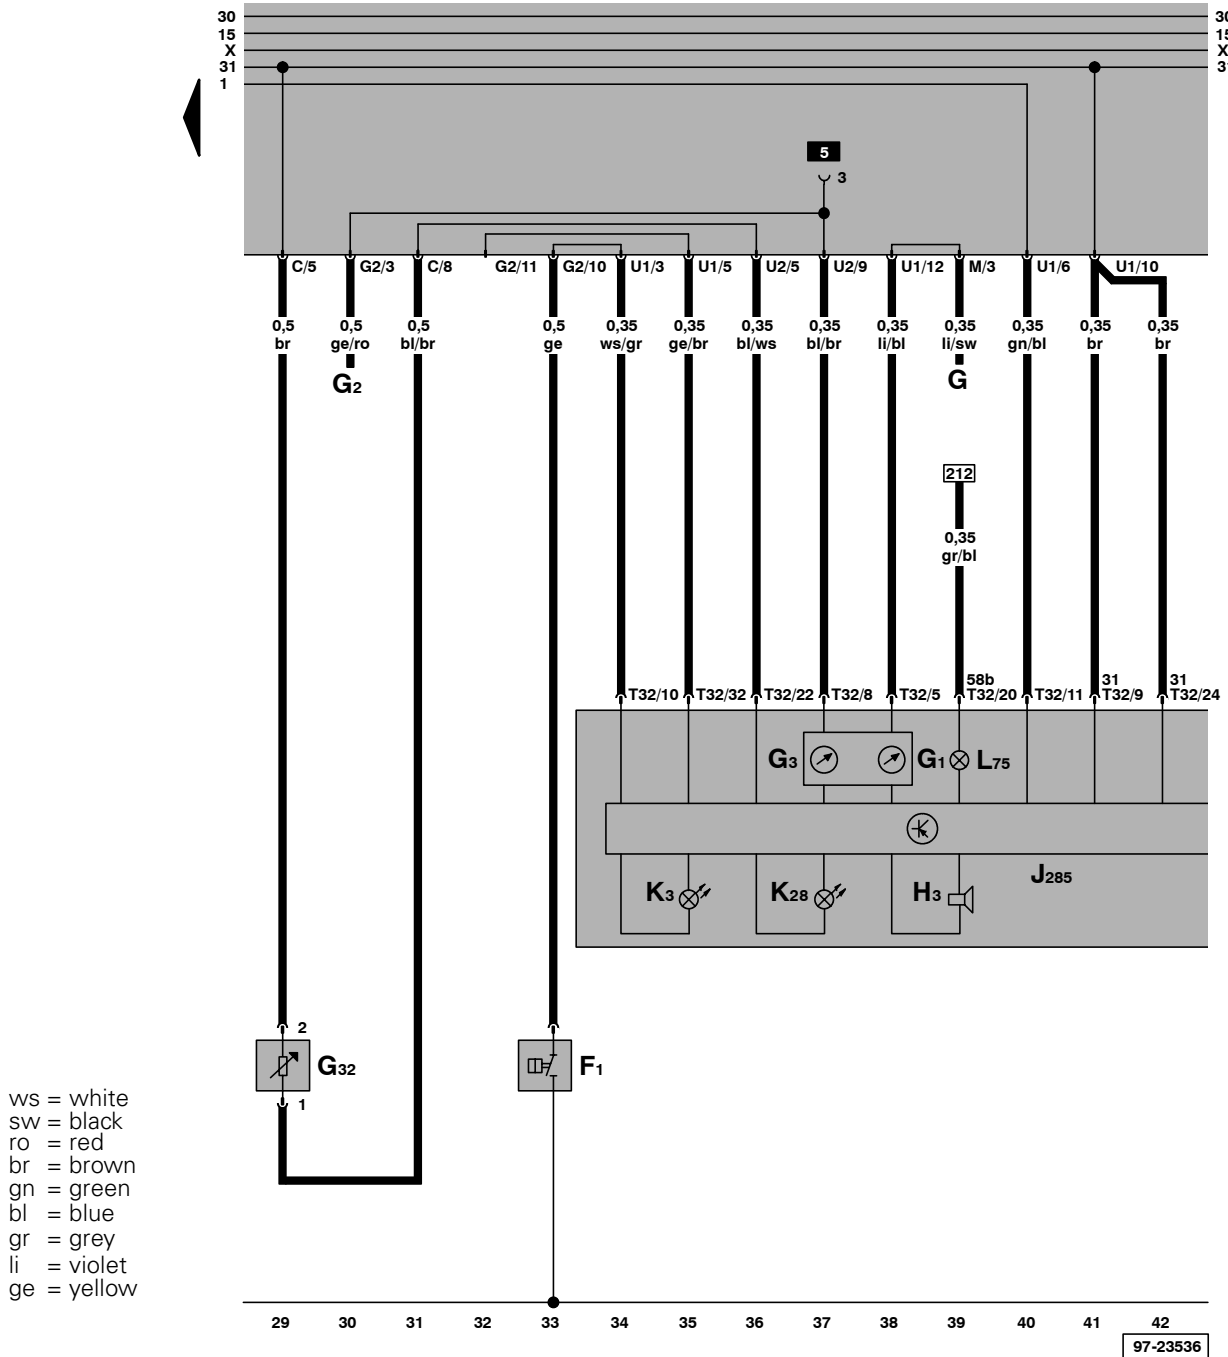 30 30
15 15
X X
31 31
1
5
3
C/5 G2/3 C/8 G2/11 G2/10 U1/3 U1/5 U2/5 U2/9 U1/12 M/3 U1/6 U1/10
0,5 0,5 0,5 0,5 0,35 0,35 0,35 0,35 0,35 0,35 0,35 0,35 0,35
br ge/ro bl/br ge ws/gr ge/br bl/ws bl/br li/bl li/sw gn/bl br br
G2 G
212
0,35
gr/bl
58b 31 31
T32/10 T32/32 T32/22 T32/8 T32/5 T32/20 T32/11 T32/9 T32/24
G3 G1 L75
J285
K3 K28 H3
2
G32 F1
1
ws = white
sw = black
ro = red
br = brown
gn = green
bl = blue
gr = grey
li = violet
ge = yellow
29 30 31 32 33 34 35 36 37 38 39 40 41 42
97-23536